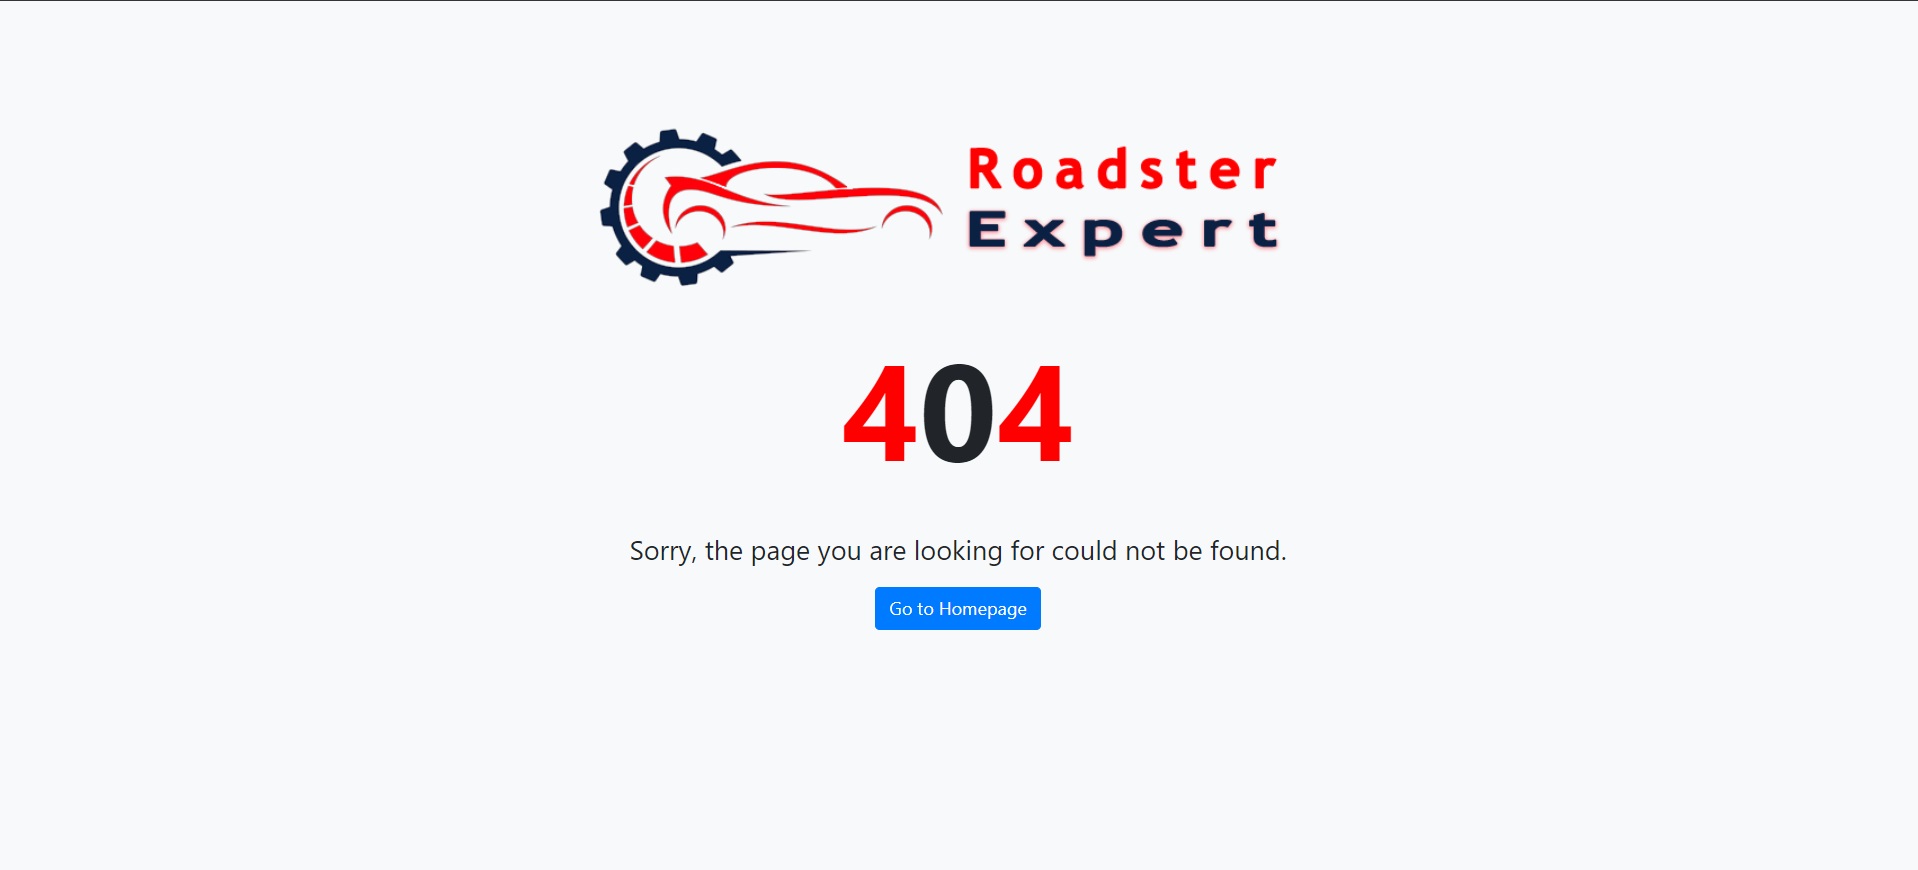 Roadster
Expert
404
Sorry, the page you are looking for could not be found.
Go to Homepage